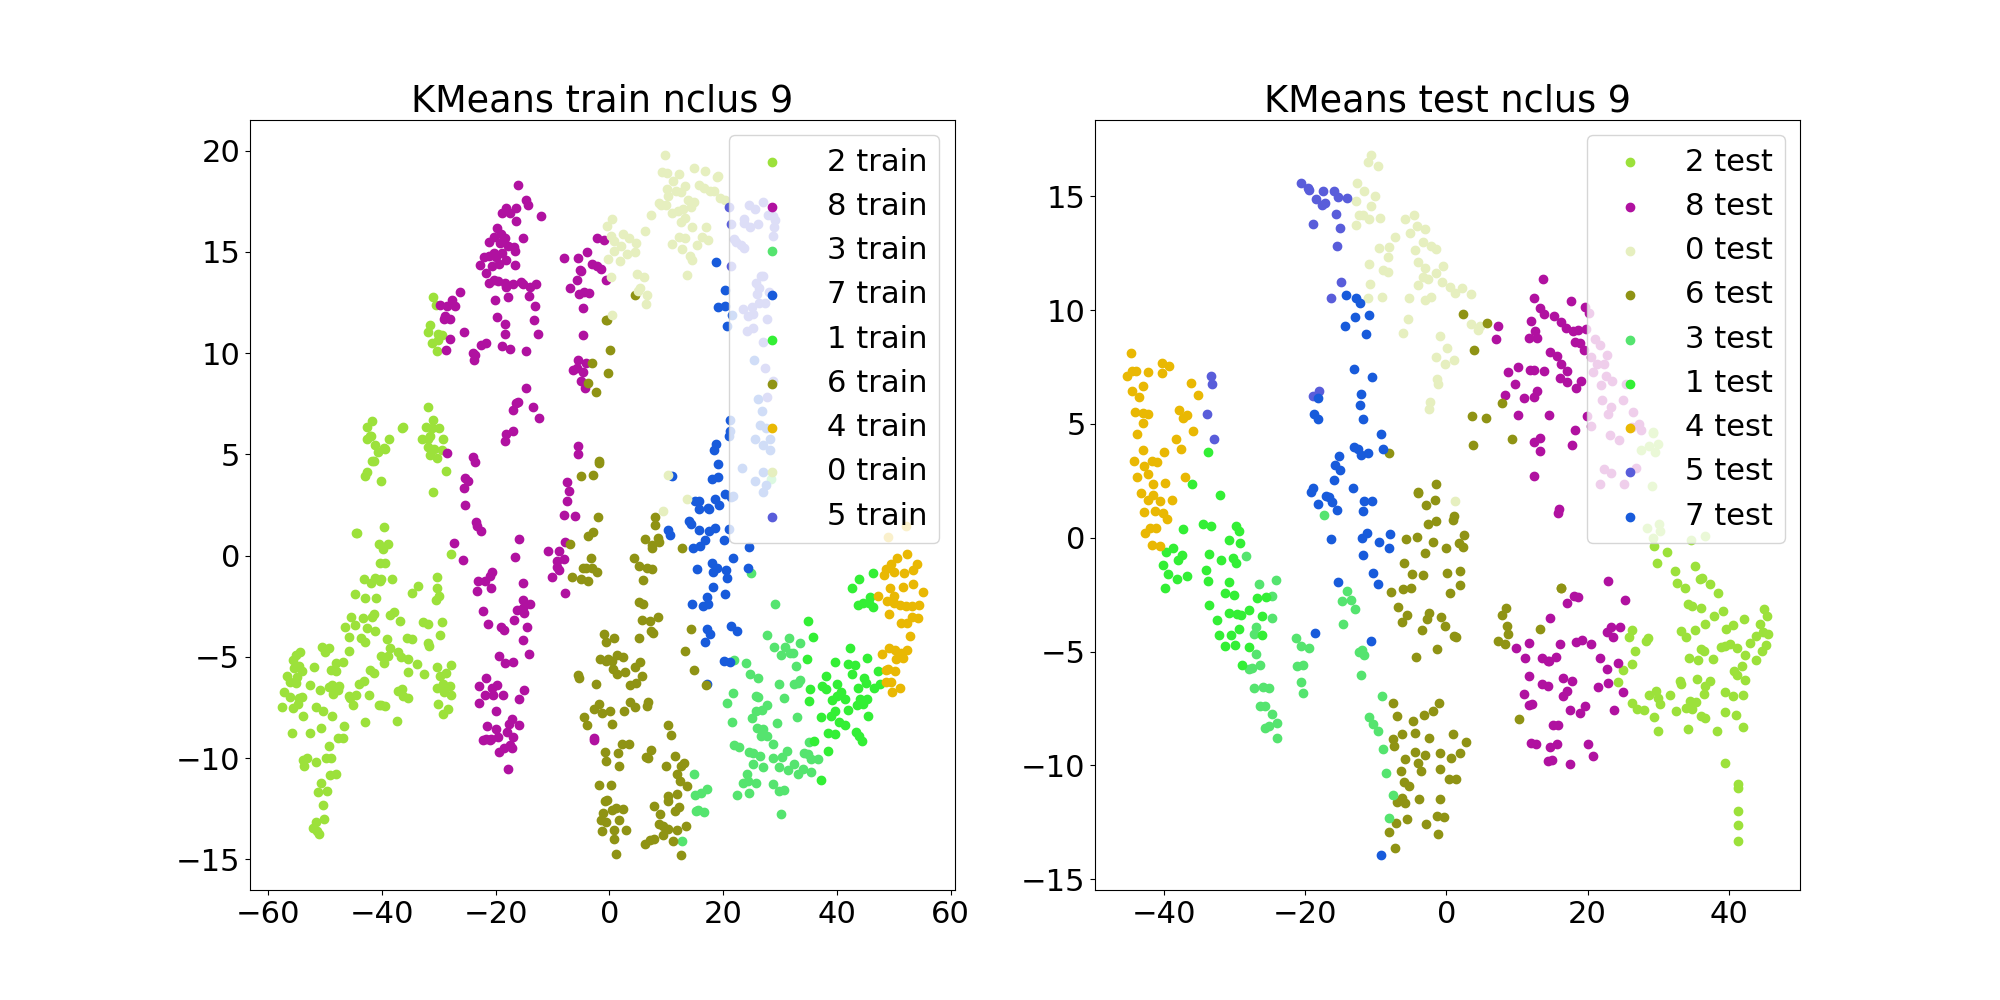 KMeans train nclus 9
20
15
10
5
0
−5
−10
−15
−60
−40
−20
0
20
40
60
2 train
8 train
3 train
7 train
1 train
6 train
4 train
0 train
5 train
KMeans test nclus 9
15
10
5
0
−5
−10
−15
−40
−20
0
20
40
2 test
8 test
0 test
6 test
3 test
1 test
4 test
5 test
7 test